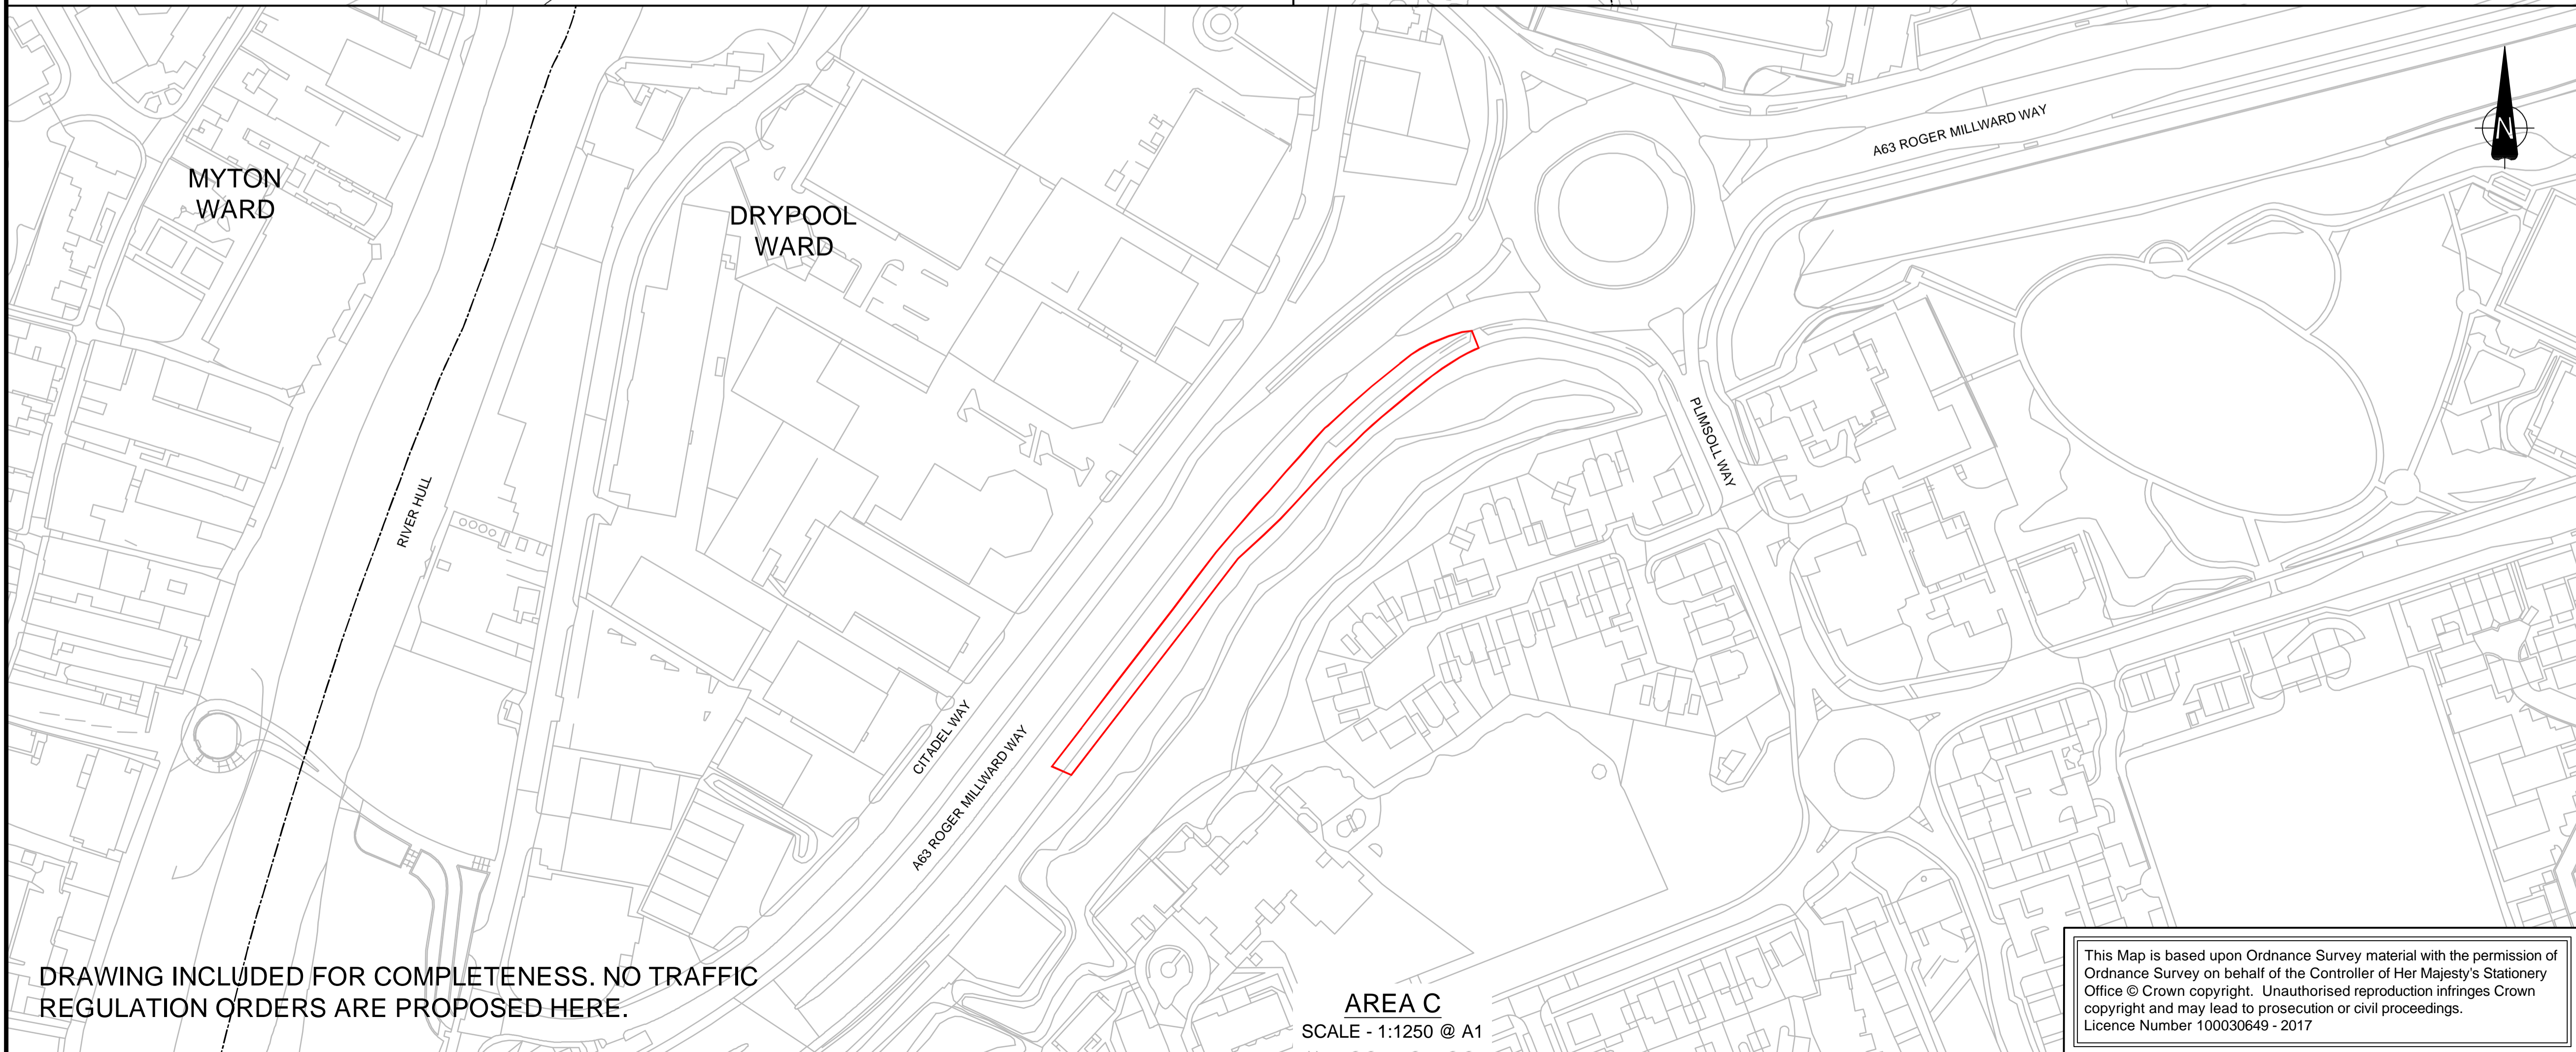 MYTON
WARD
DRYPOOL
WARD
A63 ROGER MILLWARD WAY
N
RIVER HULL
PLIMSOLL WAY
CITADEL WAY
A63 ROGER MILLWARD WAY
DRAWING INCLUDED FOR COMPLETENESS. NO TRAFFIC
REGULATION ORDERS ARE PROPOSED HERE.
AREA C
SCALE - 1:1250 @ A1
This Map is based upon Ordnance Survey material with the permission of
Ordnance Survey on behalf of the Controller of Her Majesty's Stationery
Office © Crown copyright. Unauthorised reproduction infringes Crown
copyright and may lead to prosecution or civil proceedings.
Licence Number 100030649 - 2017